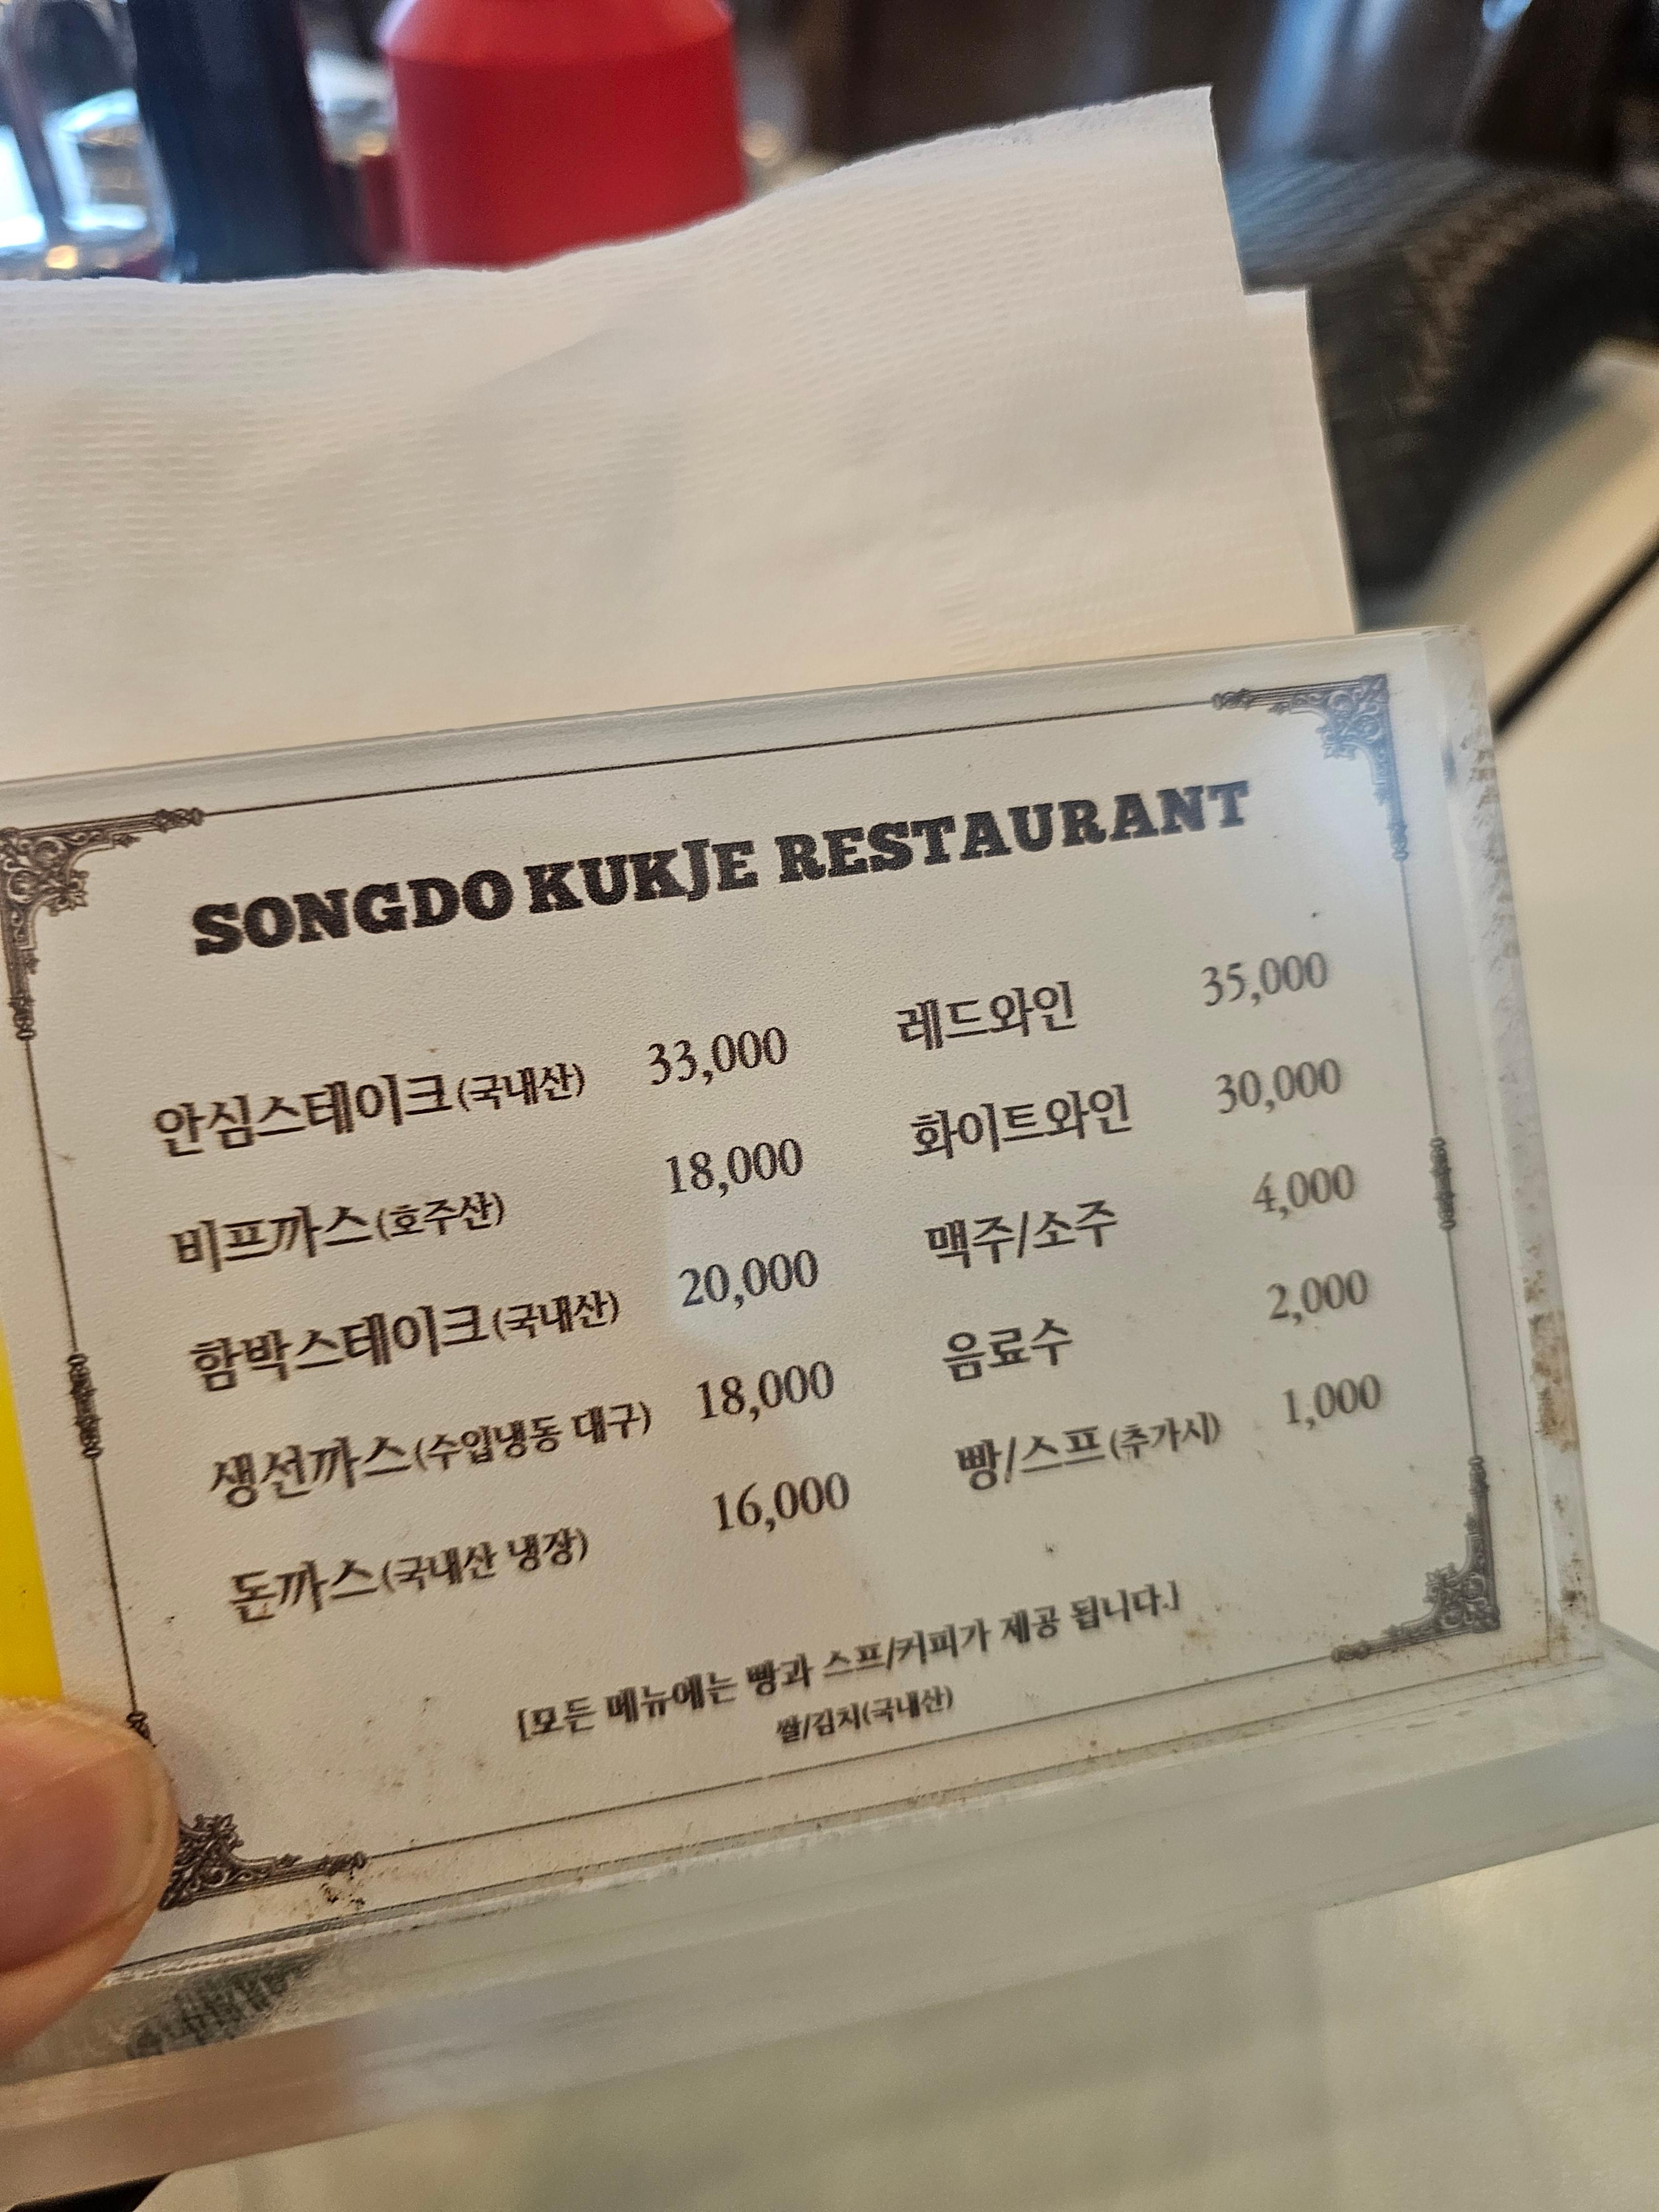 SONGDO KUKJE RESTAURANT
안심스테이크(국내산) 33,000
비프까스(호주산) 18,000
함박스테이크(국내산) 20,000
생선까스(수입냉동 대구) 18,000
돈까스(국내산 냉장) 16,000
레드와인 35,000
화이트와인 30,000
맥주/소주 4,000
음료수 2,000
빵/스프(추가시) 1,000
[모든 메뉴에는 빵과 스프/커피가 제공 됩니다.]
쌀/김치(국내산)